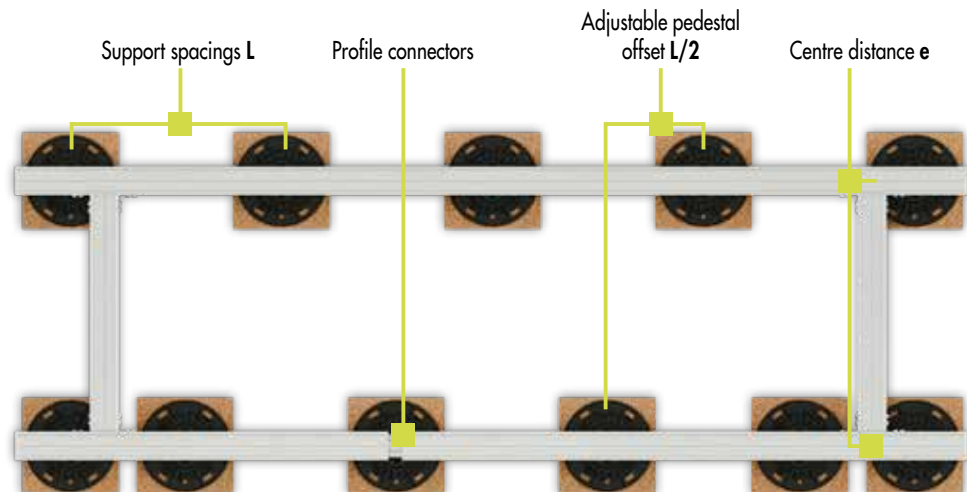 Support spacings L
Profile connectors
Adjustable pedestal
offset L/2
Centre distance e